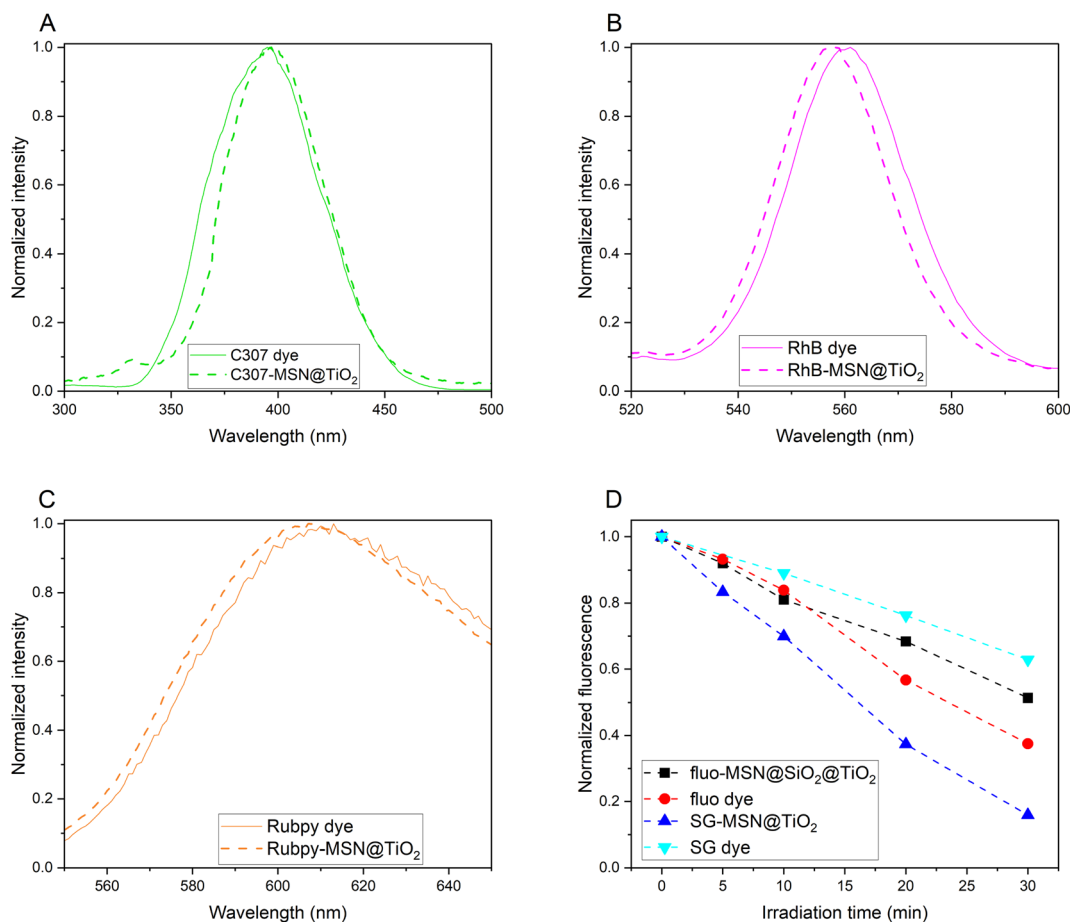 A
Normalized intensity
1.0
0.8
0.6
0.4
0.2
0.0
C307 dye
C307-MSN@TiO₂
300 350 400 450 500
Wavelength (nm)
B
Normalized intensity
1.0
0.8
0.6
0.4
0.2
0.0
RhB dye
RhB-MSN@TiO₂
520 540 560 580 600
Wavelength (nm)
C
Normalized intensity
1.0
0.8
0.6
0.4
0.2
0.0
Rubpy dye
Rubpy-MSN@TiO₂
560 580 600 620 640
Wavelength (nm)
D
Normalized fluorescence
1.0
0.8
0.6
0.4
0.2
0.0
fluo-MSN@SiO₂@TiO₂
fluo dye
SG-MSN@TiO₂
SG dye
0 5 10 15 20 25 30
Irradiation time (min)